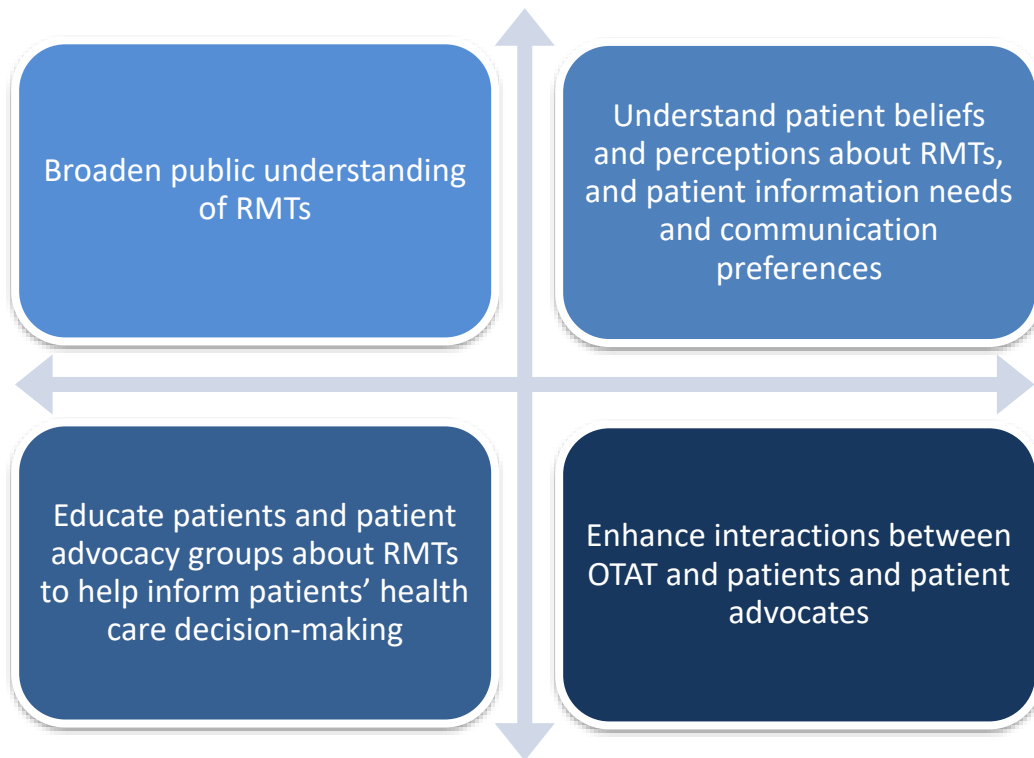 Broaden public understanding
of RMTs
Understand patient beliefs
and perceptions about RMTs,
and patient information needs
and communication
preferences
Educate patients and patient
advocacy groups about RMTs
to help inform patients’ health
care decision-making
Enhance interactions between
OTAT and patients and patient
advocates